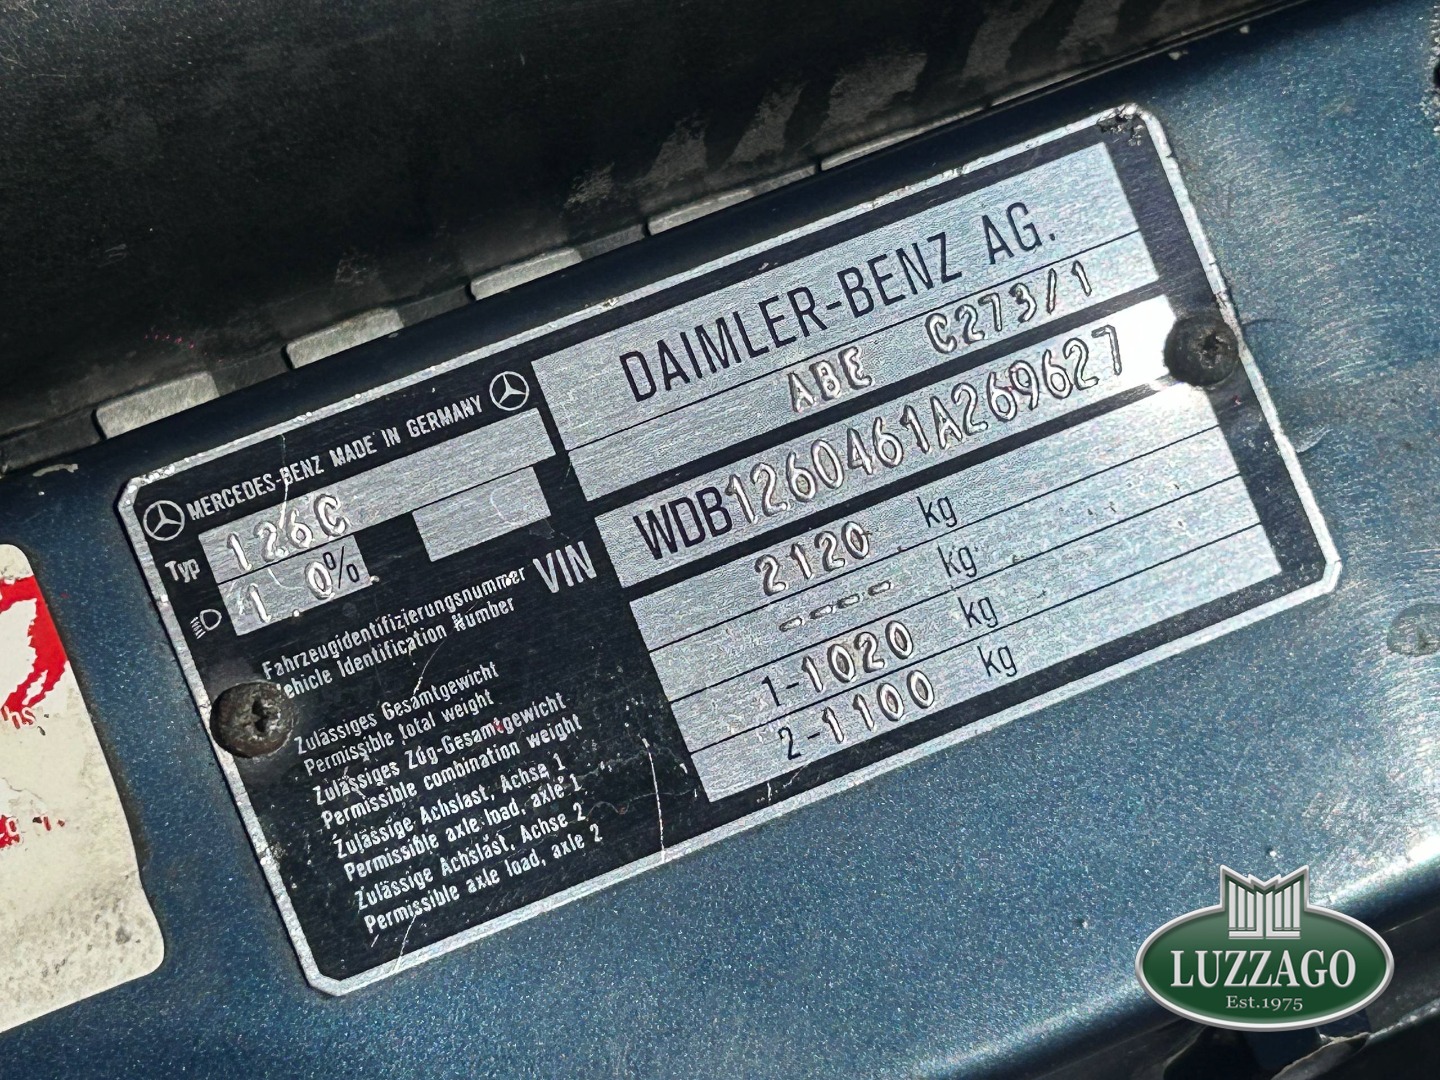 DAIMLER-BENZ AG.
ABE C273/1
MERCEDES-BENZ MADE IN GERMANY
Typ 126C
1.0%
Fahrzeugidentifizierungsnummer
Vehicle Identification Number
VIN WDB1260461A269627
Zulässiges Gesamtgewicht
Permissible total weight
2120 kg
Zulässiges Zug-Gesamtgewicht
Permissible combination weight
---- kg
Zulässige Achslast, Achse 1
Permissible axle load, axle 1
1-1020 kg
Zulässige Achslast, Achse 2
Permissible axle load, axle 2
2-1100 kg
LUZZAGO
Est.1975